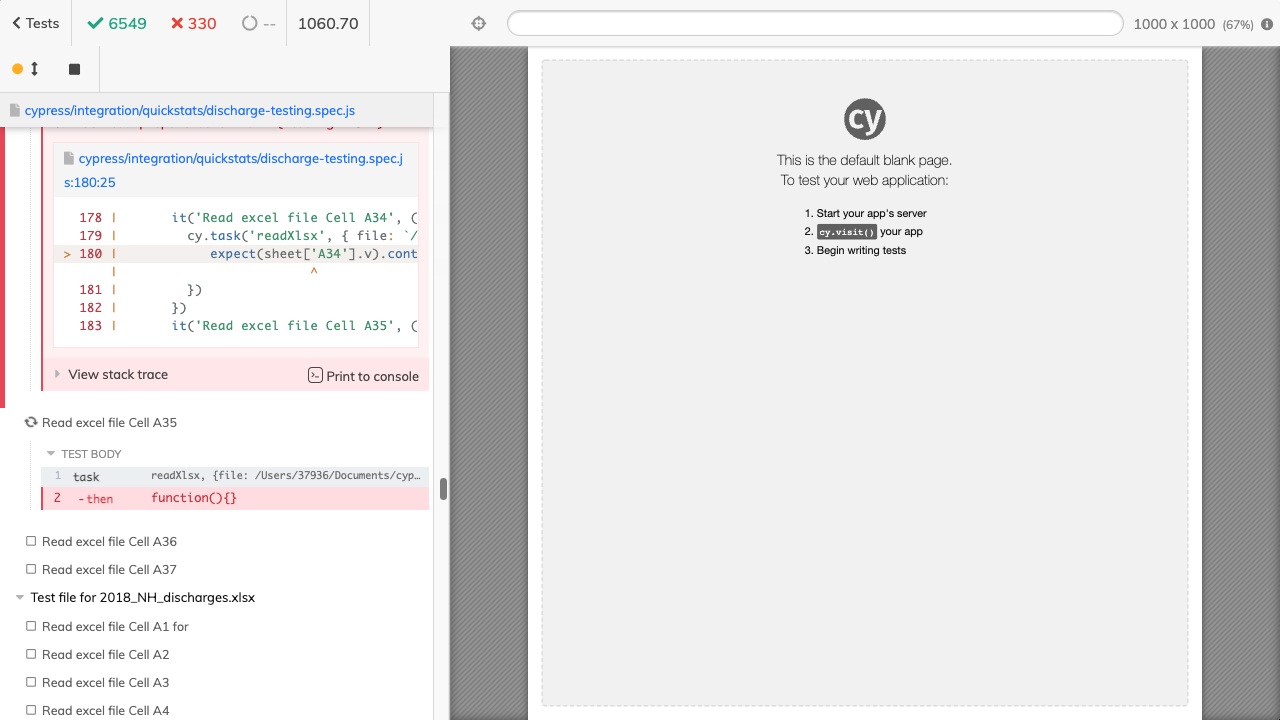 Tests
6549
330
--
1060.70
1000 x 1000 (67%)
cypress/integration/quickstats/discharge-testing.spec.js
cypress/integration/quickstats/discharge-testing.spec.j
s:180:25
178 | it('Read excel file Cell A34', (
179 | cy.task('readXlsx', { file: `/
> 180 | expect(sheet['A34'].v).cont
| ^
181 | })
182 | })
183 | it('Read excel file Cell A35', (
View stack trace
Print to console
Read excel file Cell A35
TEST BODY
1 task readXlsx, {file: /Users/37936/Documents/cyp…
2 -then function(){}
Read excel file Cell A36
Read excel file Cell A37
Test file for 2018_NH_discharges.xlsx
Read excel file Cell A1 for
Read excel file Cell A2
Read excel file Cell A3
Read excel file Cell A4
cy
This is the default blank page.
To test your web application:
1. Start your app's server
2. cy.visit() your app
3. Begin writing tests